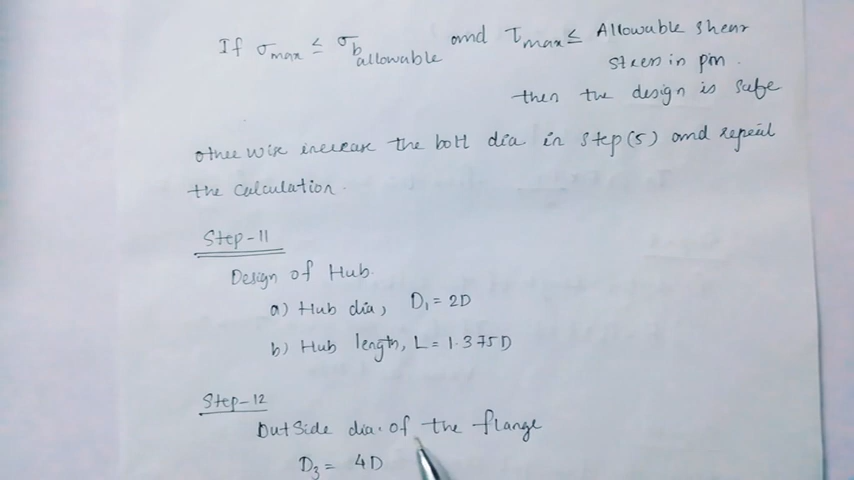 If σmax ≤ σb allowable and τmax ≤ Allowable shear
stress in pin.
then the design is safe
otherwise increase the bolt dia in step(5) and repeat
the calculation.
Step-11
Design of Hub.
a) Hub dia, D₁ = 2D
b) Hub length, L = 1.375D
Step-12
Outside dia. of the flange
D₃ = 4D